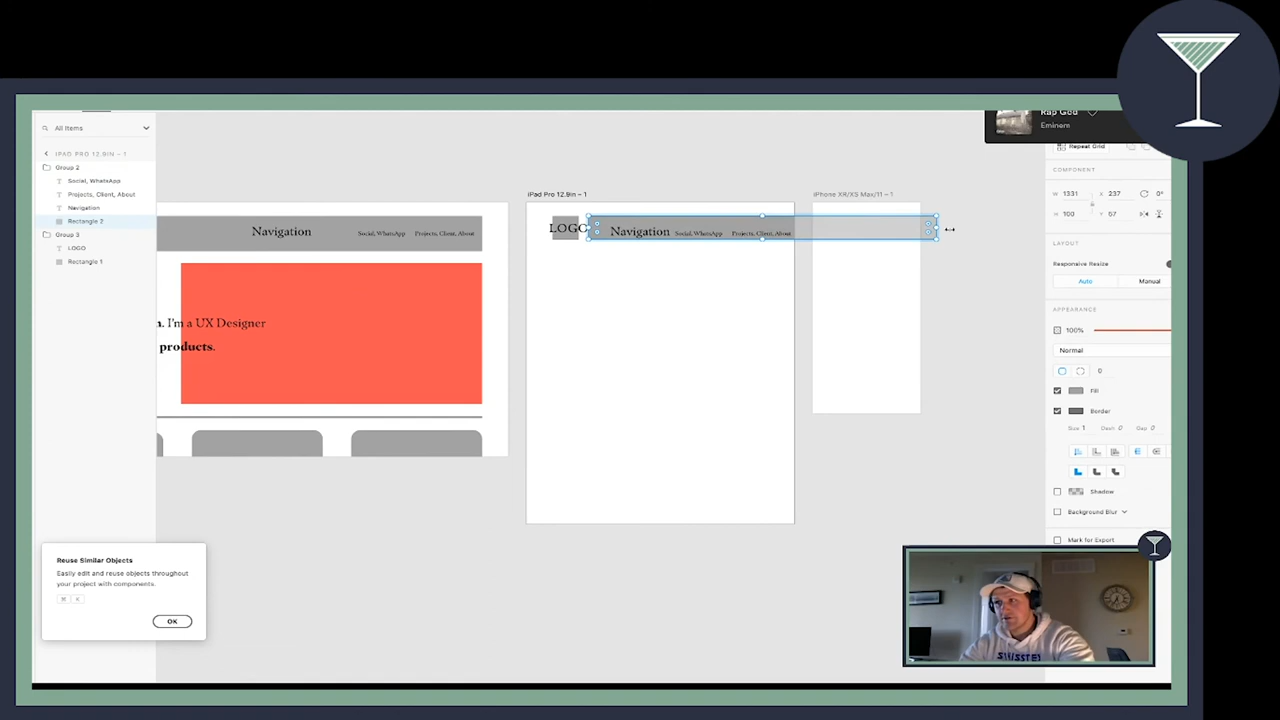 Rap God
Eminem
All Items
IPAD PRO 12.9IN – 1
Group 2
Social, WhatsApp
Projects, Client, About
Navigation
Rectangle 2
Group 3
LOGO
Rectangle 1
Navigation
Social, WhatsApp
Projects, Client, About
I'm a UX Designer
products.
iPad Pro 12.9in – 1
iPhone XR/XS Max/11 – 1
LOGO
Navigation
Social, WhatsApp
Projects, Client, About
Repeat Grid
COMPONENT
W 1331 X 237 0°
H 100 Y 57
LAYOUT
Responsive Resize
Auto Manual
APPEARANCE
100%
Normal
0
Fill
Border
Size 1 Dash 0 Gap 0
Shadow
Background Blur
Mark for Export
Reuse Similar Objects
Easily edit and reuse objects throughout
your project with components.
⌘ K
OK